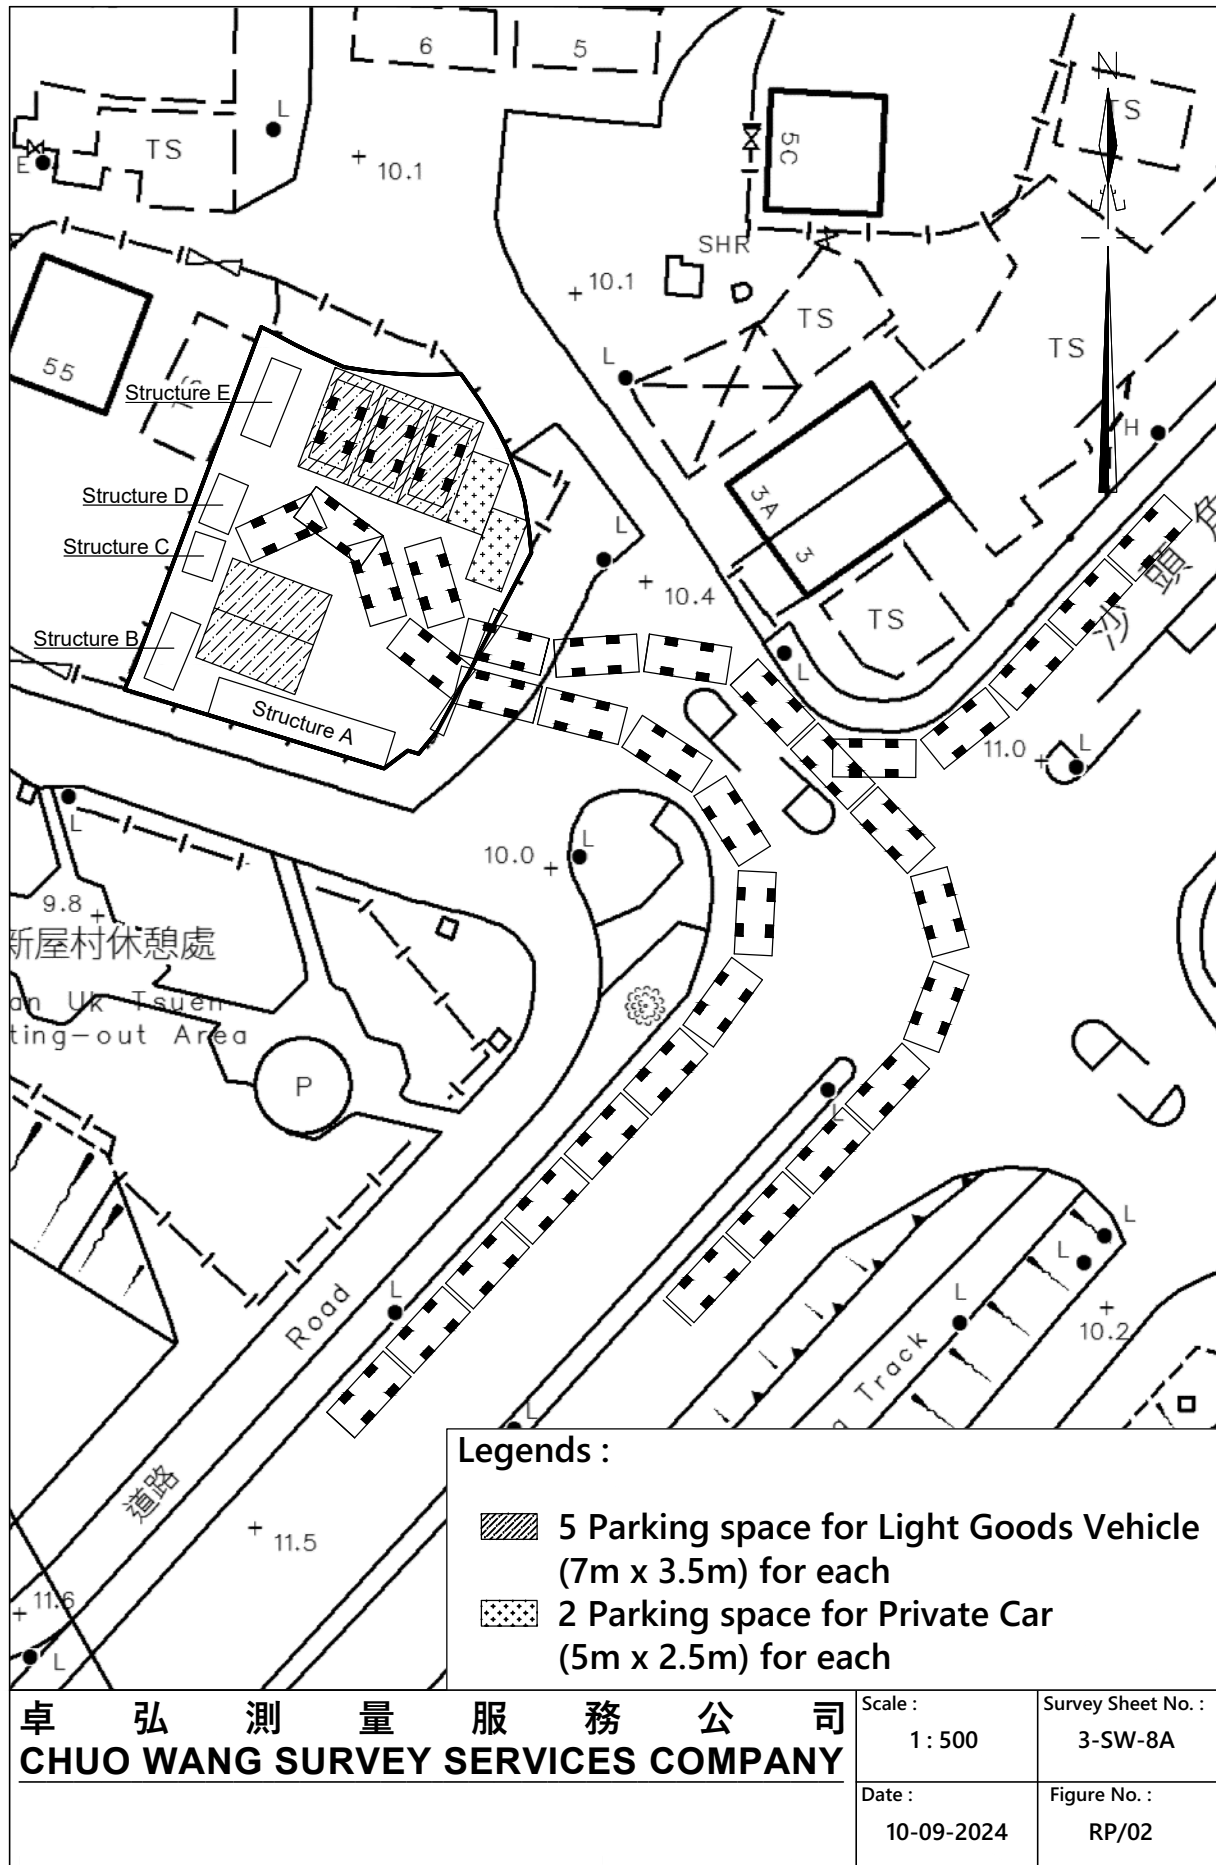 6
5
L
TS
E
10.1
5C
N
TS
SHR
10.1
TS
TS
55
L
H
Structure E
Structure D
Structure C
Structure B
Structure A
3A
3
L
10.4
TS
L
沙頭角
11.0
L
L
10.0
L
9.8
新屋村休憩處
an Uk Tsuen
ting-out Area
P
L
L
L
L
L
10.2
Road
Track
L
道路
11.5
11.6
L
Legends :
5 Parking space for Light Goods Vehicle
(7m x 3.5m) for each
2 Parking space for Private Car
(5m x 2.5m) for each
卓弘測量服務公司
CHUO WANG SURVEY SERVICES COMPANY
Scale :
1 : 500
Survey Sheet No. :
3-SW-8A
Date :
10-09-2024
Figure No. :
RP/02